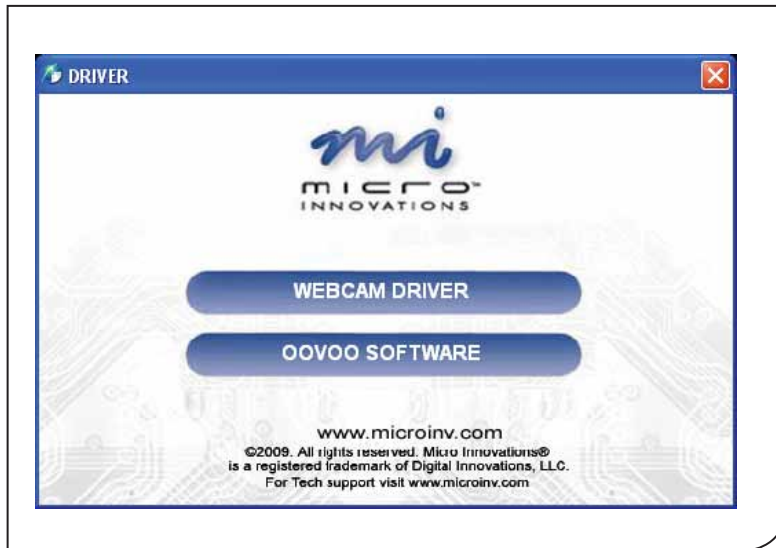 DRIVER
mi
MICRO™
INNOVATIONS
WEBCAM DRIVER
OOVOO SOFTWARE
www.microinv.com
©2009. All rights reserved. Micro Innovations®
is a registered trademark of Digital Innovations, LLC.
For Tech support visit www.microinv.com